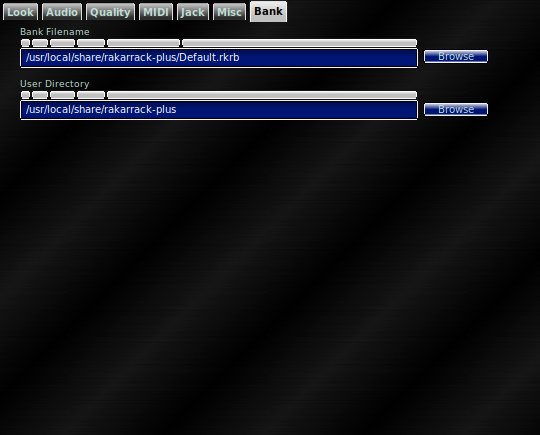 Look Audio Quality MIDI Jack Misc Bank
Bank Filename
/usr/local/share/rakarrack-plus/Default.rkrb Browse
User Directory
/usr/local/share/rakarrack-plus Browse